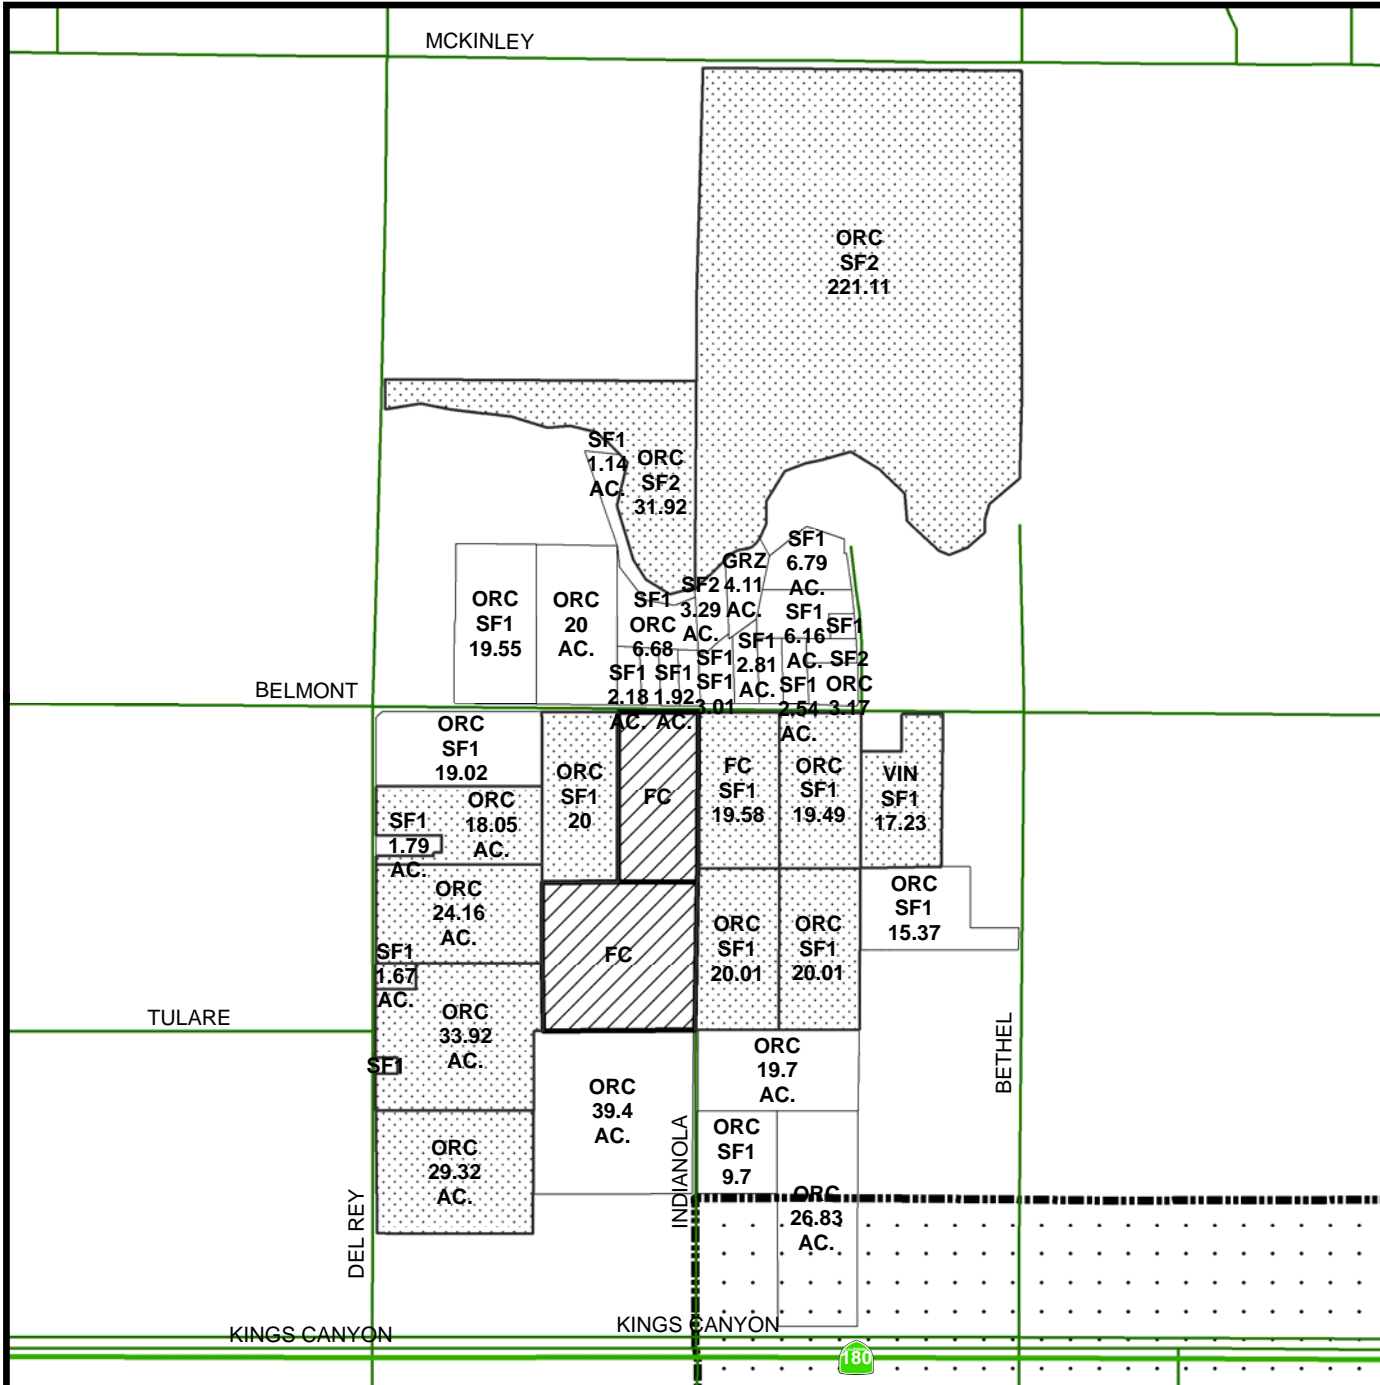 MCKINLEY
ORC
SF2
221.11
SF1
1.14
AC.
ORC
SF2
31.92
ORC
SF1
19.55
ORC
20
AC.
SF1
ORC
6.68
SF2
3.29
AC.
GRZ
4.11
AC.
SF1
6.79
AC.
SF1
6.16
AC.
SF1
SF1
2.18
AC.
SF1
1.92
AC.
SF1
SF1
3.01
SF1
2.81
AC.
SF1
2.54
AC.
SF2
ORC
3.17
BELMONT
ORC
SF1
19.02
ORC
SF1
20
FC
FC
SF1
19.58
ORC
SF1
19.49
VIN
SF1
17.23
ORC
18.05
AC.
SF1
1.79
AC.
ORC
24.16
AC.
FC
ORC
SF1
20.01
ORC
SF1
20.01
ORC
SF1
15.37
SF1
1.67
AC.
TULARE
ORC
33.92
AC.
SF1
ORC
39.4
AC.
ORC
19.7
AC.
BETHEL
ORC
29.32
AC.
INDIANOLA
ORC
SF1
9.7
ORC
26.83
AC.
DEL REY
KINGS CANYON
KINGS CANYON
180